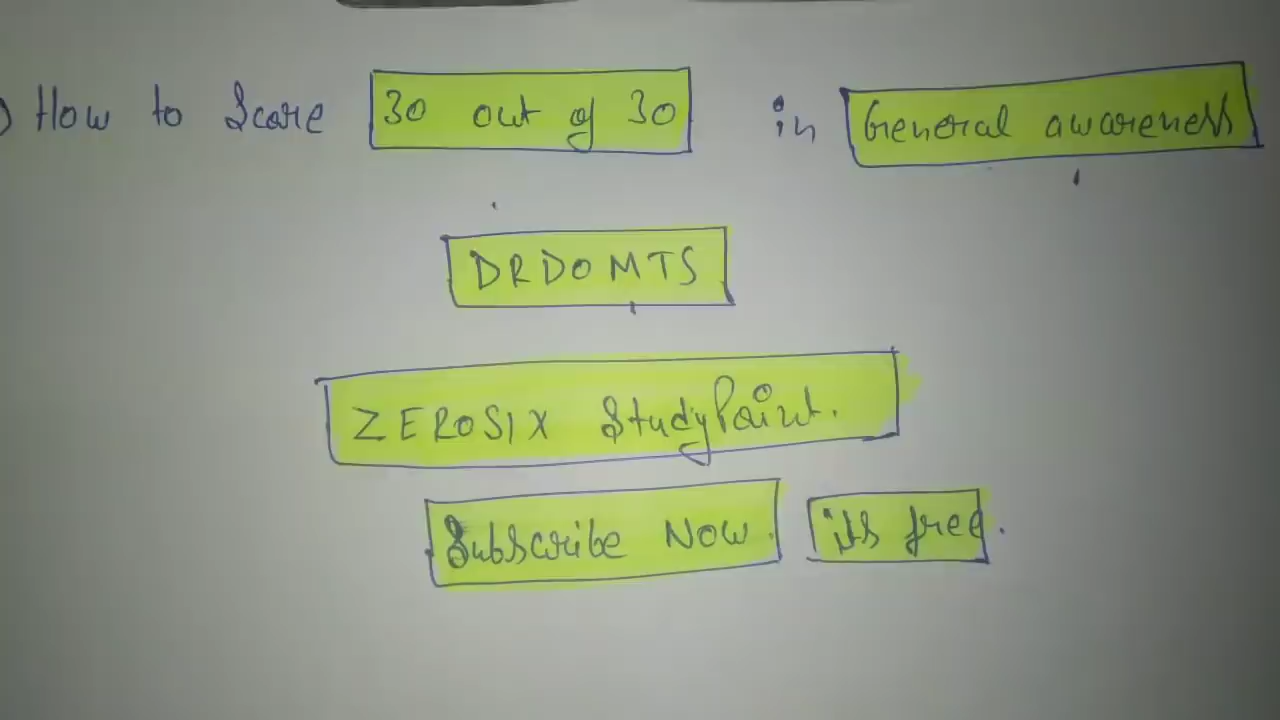 ) How to Score 30 out of 30 in General awareness
DRDO MTS
ZEROSIX StudyPoint.
Subscribe Now. its free.